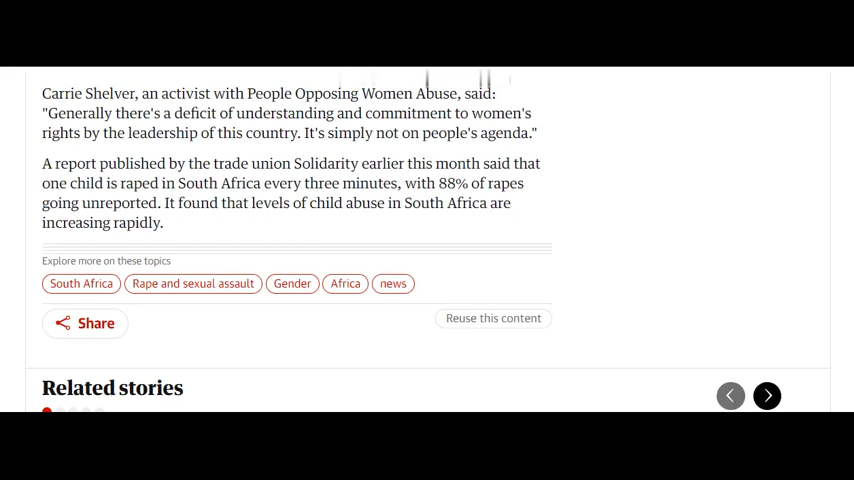 Carrie Shelver, an activist with People Opposing Women Abuse, said:
"Generally there's a deficit of understanding and commitment to women's
rights by the leadership of this country. It's simply not on people's agenda."
A report published by the trade union Solidarity earlier this month said that
one child is raped in South Africa every three minutes, with 88% of rapes
going unreported. It found that levels of child abuse in South Africa are
increasing rapidly.
Explore more on these topics
South Africa Rape and sexual assault Gender Africa news
Share Reuse this content
Related stories